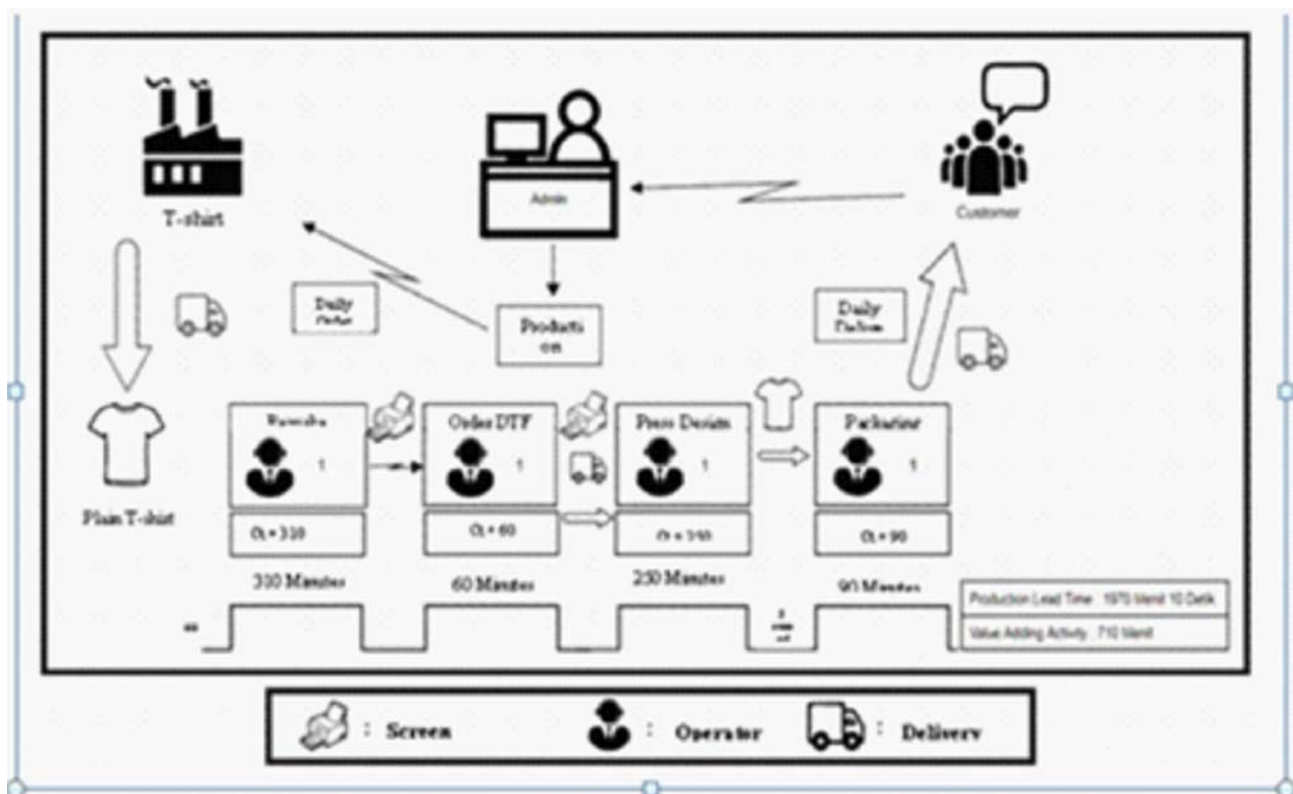 Admin
T-shirt
Customer
Daily
Daily
Producti
on
Order DTF
Press Design
Packaging
1
1
1
1
Plain T-shirt
Ct = 60
Ct = 90
310 Minutes
60 Minutes
250 Minutes
90 Minutes
Production Lead Time : 1970 Menit 10 Detik
Value Adding Activity : 710 Menit
: Screen
: Operator
: Delivery